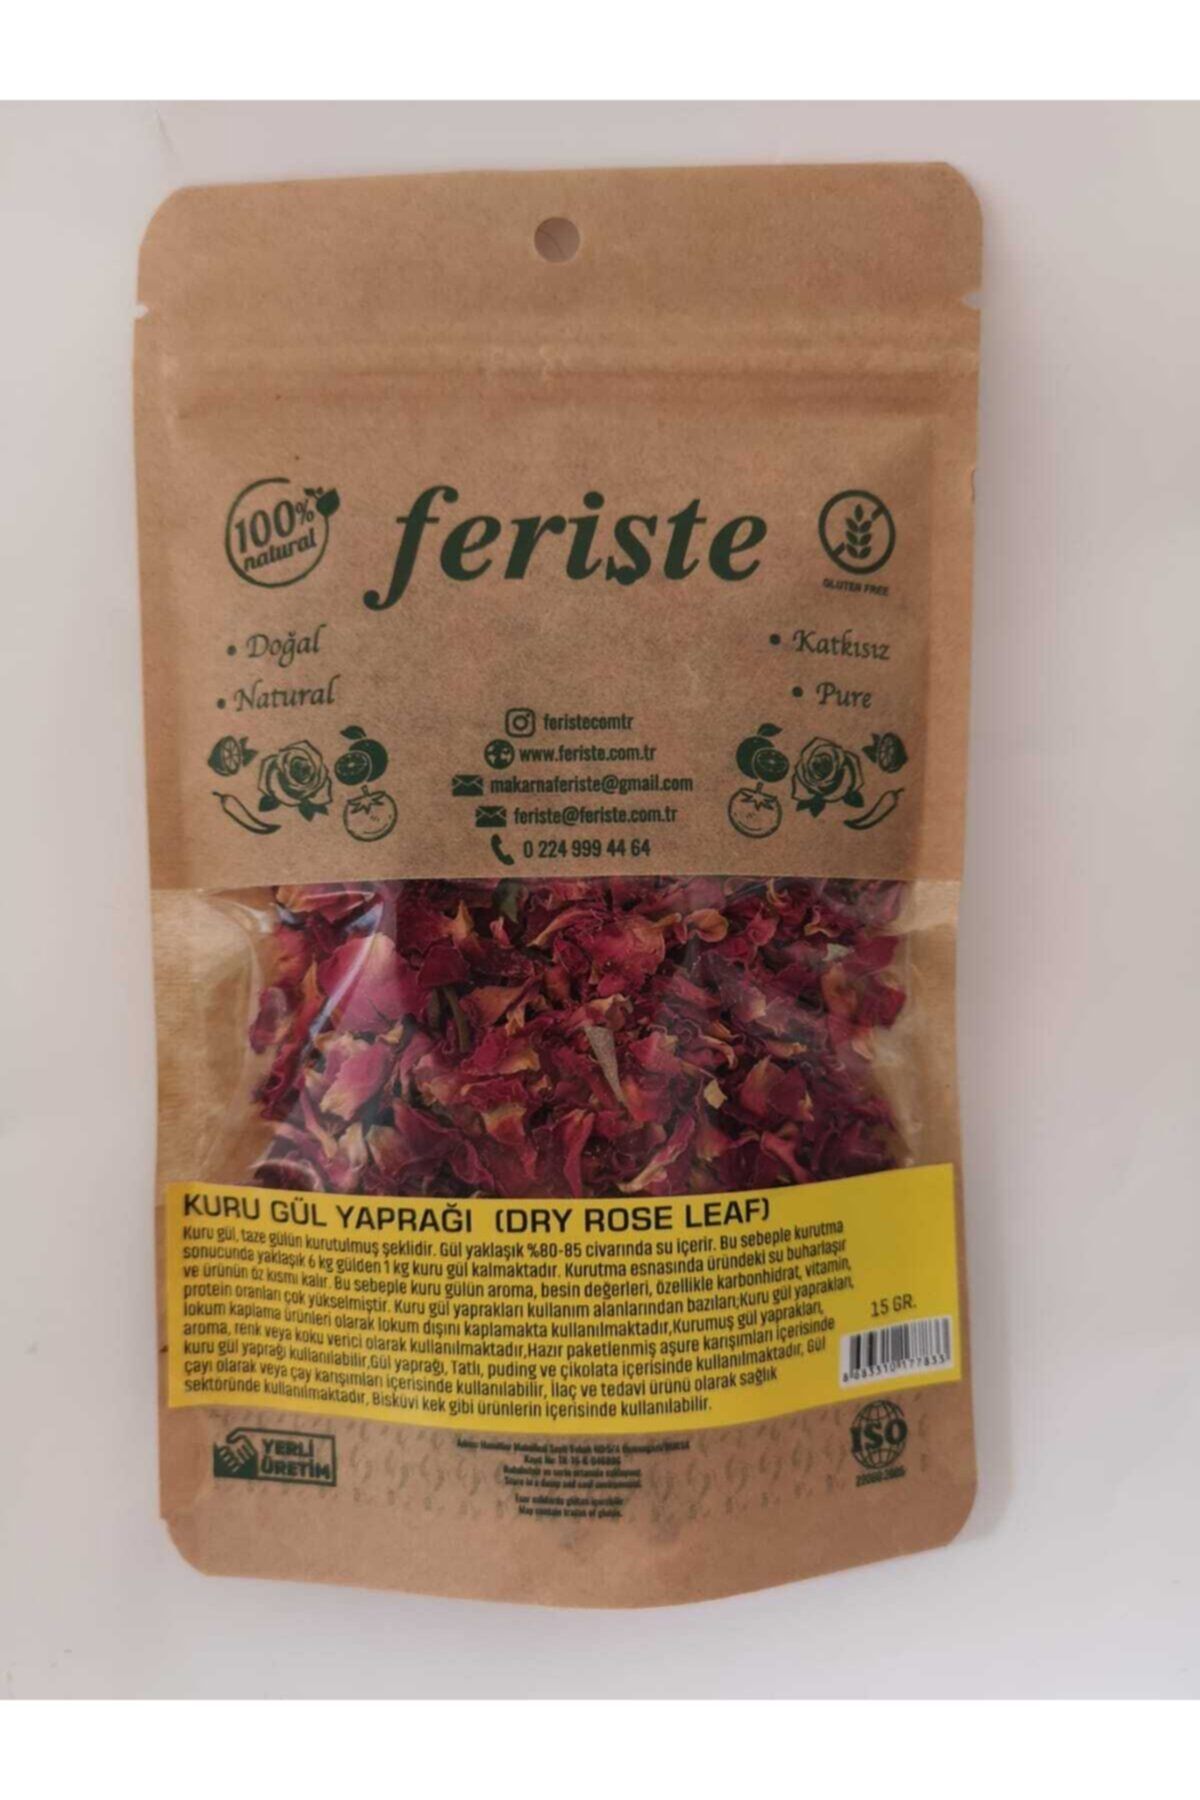 100%
natural
feriste
GLUTEN FREE
• Doğal
• Natural
• Katkısız
• Pure
feristecomtr
www.feriste.com.tr
makarnaferiste@gmail.com
feriste@feriste.com.tr
0 224 999 44 64
KURU GÜL YAPRAĞI (DRY ROSE LEAF)
Kuru gül, taze gülün kurutulmuş şeklidir. Gül yaklaşık %80-85 civarında su içerir. Bu sebeple kurutma
sonucunda yaklaşık 6 kg gülden 1 kg kuru gül kalmaktadır. Kurutma esnasında üründeki su buharlaşır
ve ürünün öz kısmı kalır. Bu sebeple kuru gülün aroma, besin değerleri, özellikle karbonhidrat, vitamin,
protein oranları çok yükselmiştir. Kuru gül yaprakları kullanım alanlarından bazıları;Kuru gül yaprakları,
lokum kaplama ürünleri olarak lokum dışını kaplamakta kullanılmaktadır,Kurumuş gül yaprakları,
aroma, renk veya koku verici olarak kullanılmaktadır,Hazır paketlenmiş aşure karışımları içerisinde
kuru gül yaprağı kullanılabilir,Gül yaprağı, Tatlı, puding ve çikolata içerisinde kullanılmaktadır, Gül
çayı olarak veya çay karışımları içerisinde kullanılabilir, İlaç ve tedavi ürünü olarak sağlık
sektöründe kullanılmaktadır, Bisküvi kek gibi ürünlerin içerisinde kullanılabilir.
15 GR.
8 683310 177833
YERLİ
ÜRETİM
ISO